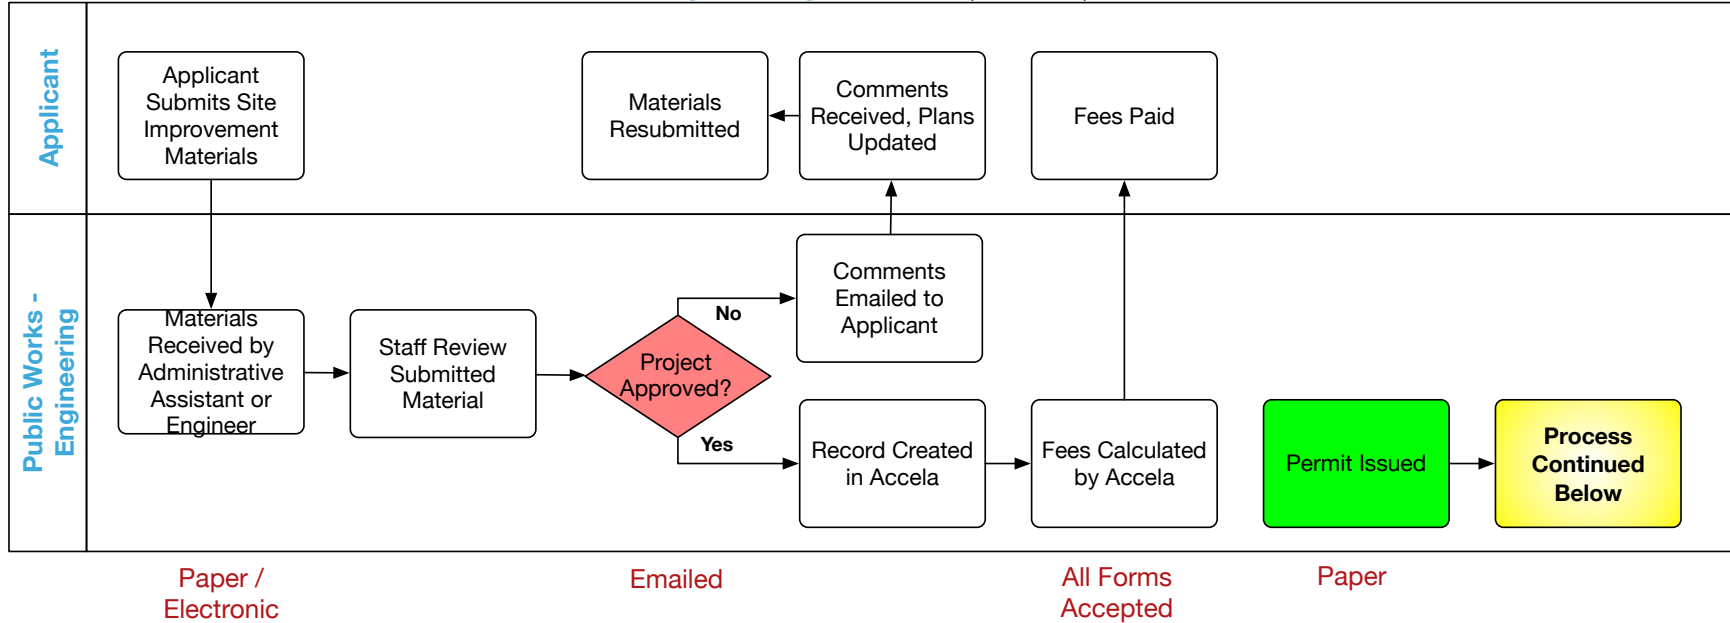 Applicant
Applicant
Submits Site
Improvement
Materials
Materials
Resubmitted
Comments
Received, Plans
Updated
Fees Paid
Public Works -
Engineering
Materials
Received by
Administrative
Assistant or
Engineer
Staff Review
Submitted
Material
Project
Approved?
No
Yes
Comments
Emailed to
Applicant
Record Created
in Accela
Fees Calculated
by Accela
Permit Issued
Process
Continued
Below
Paper /
Electronic
Emailed
All Forms
Accepted
Paper